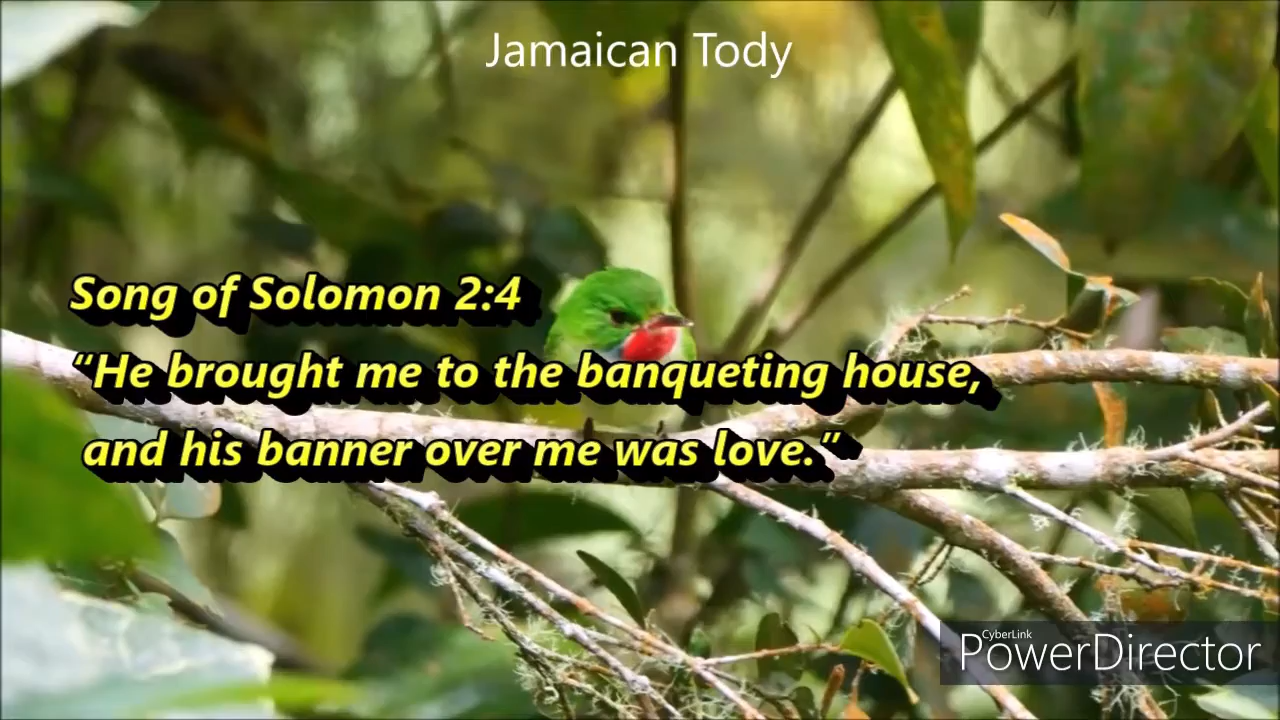 Jamaican Tody
Song of Solomon 2:4
“He brought me to the banqueting house,
and his banner over me was love.”
CyberLink
PowerDirector